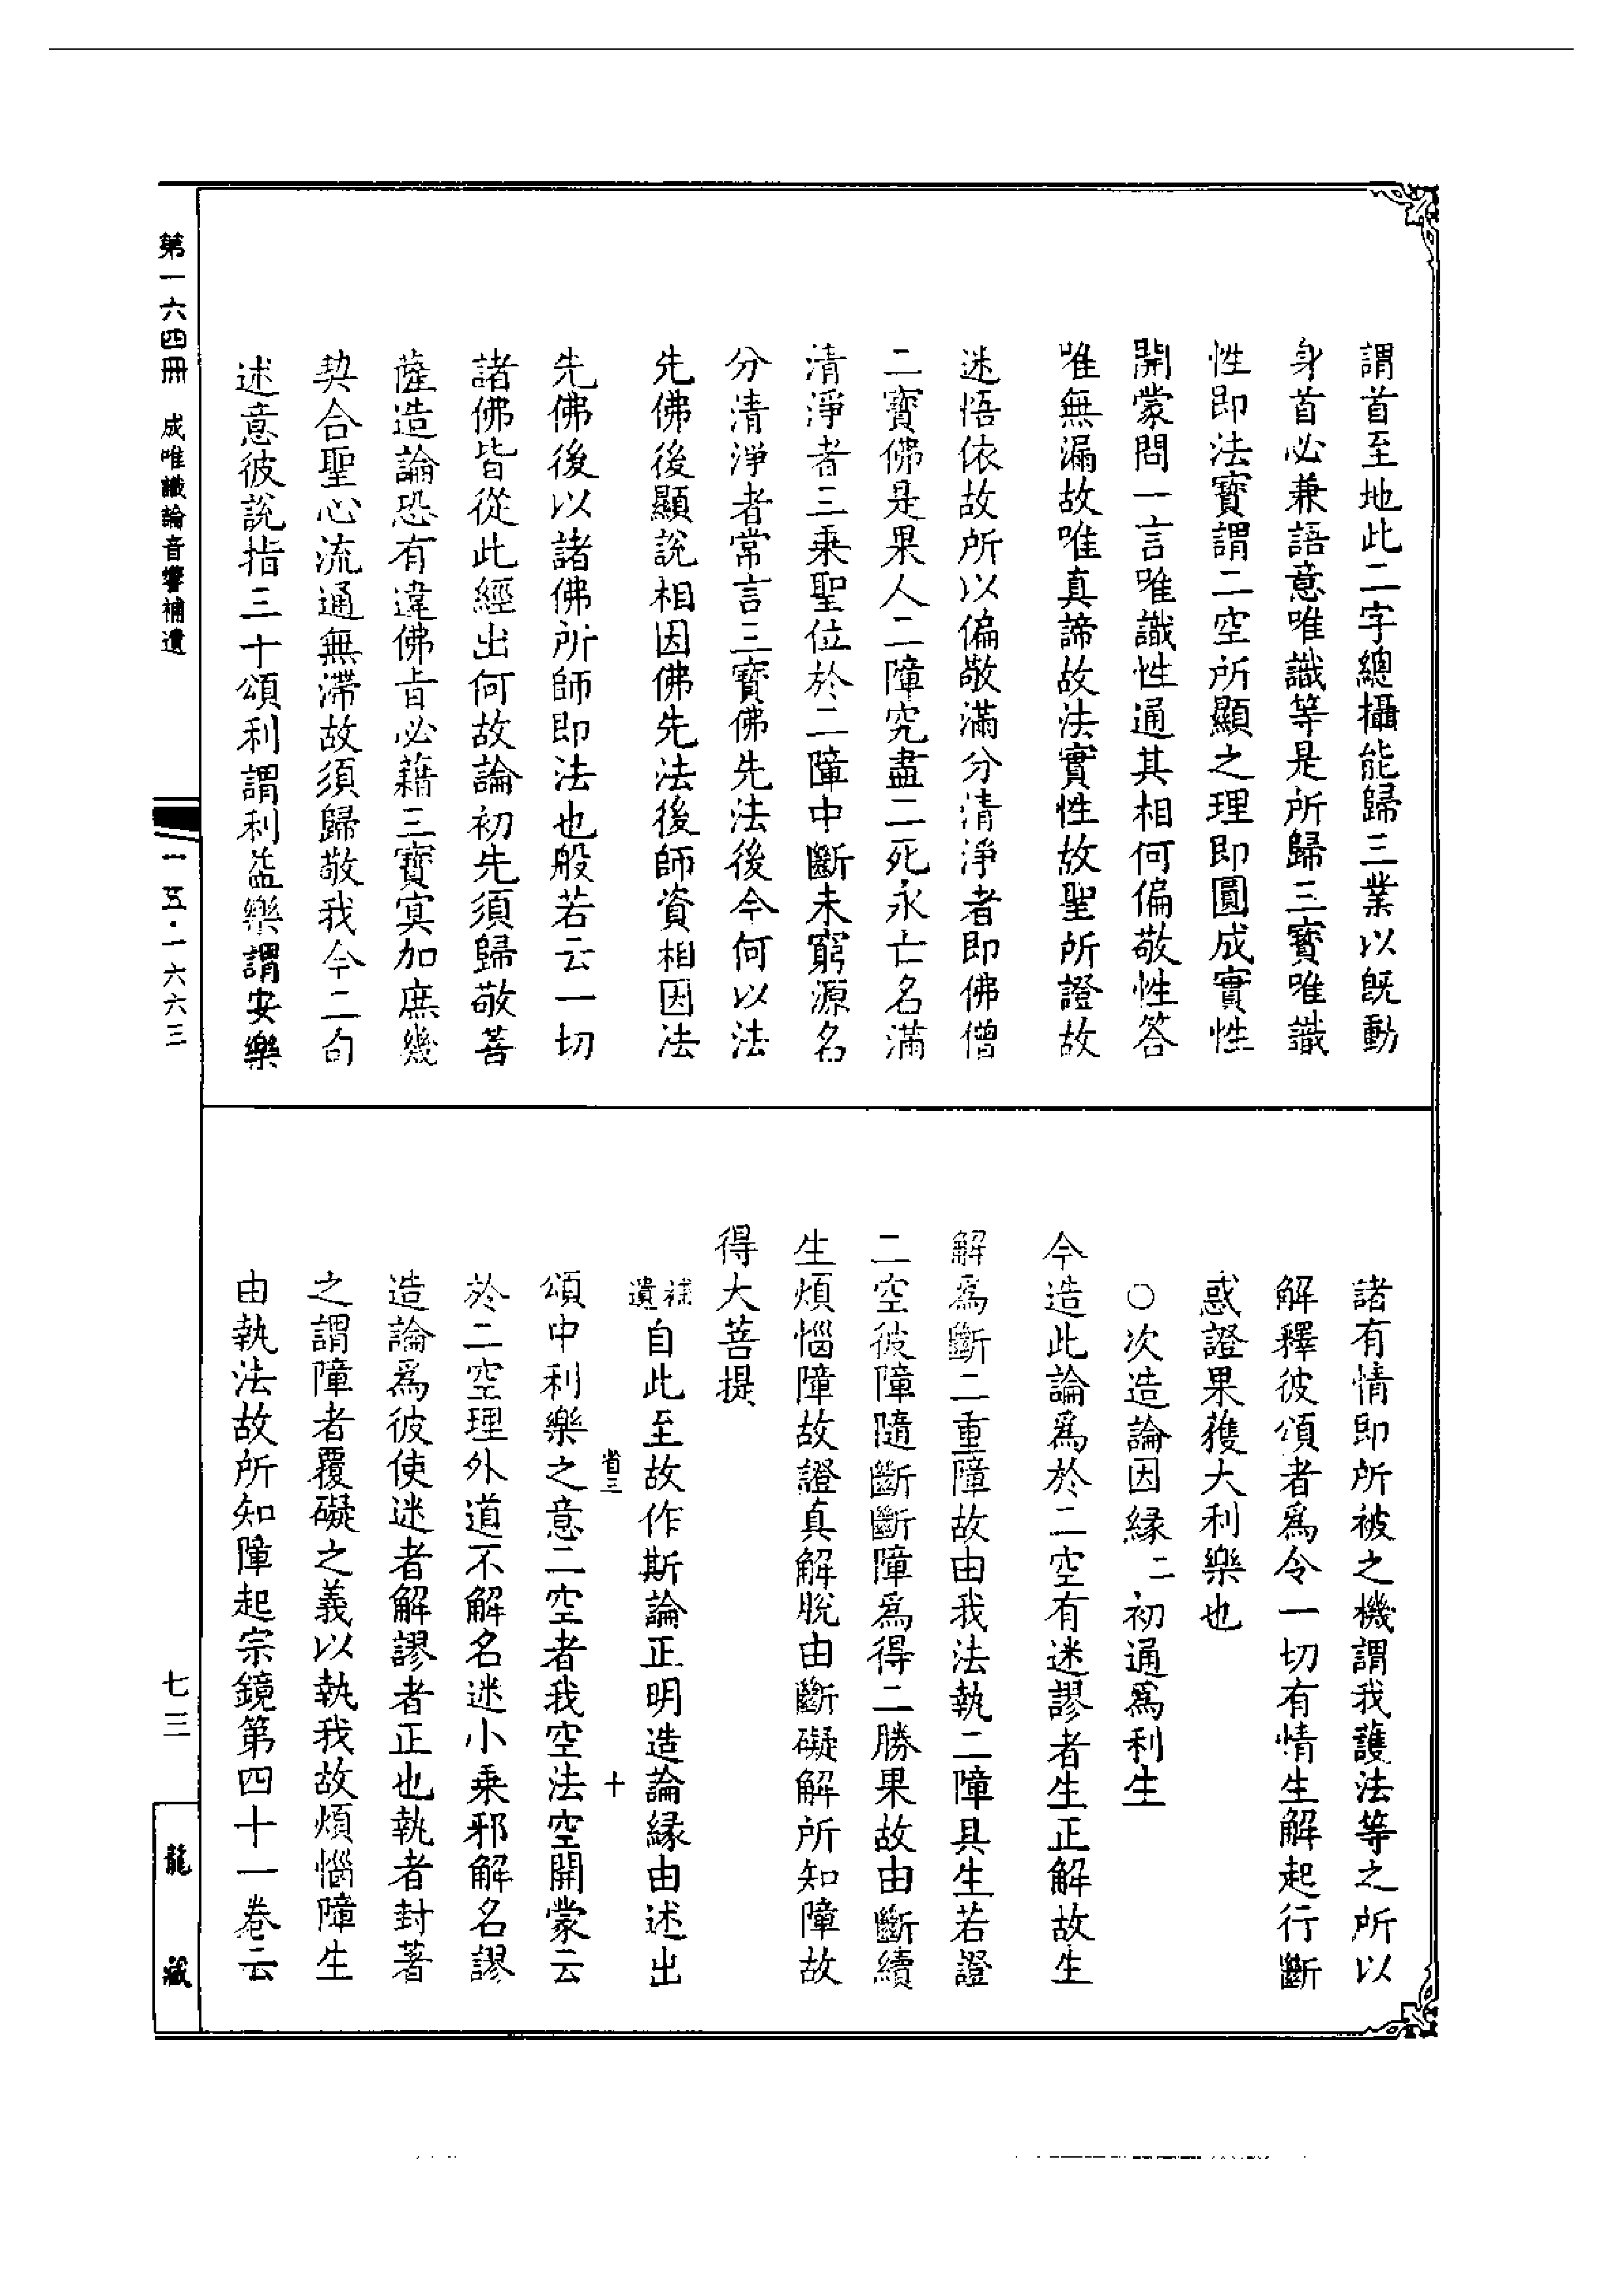 謂首至地此二字總攝能歸三業以旣動
身首必兼語意唯識等是所歸三寶唯識
性即法寶謂二空所顯之理即圓成實性
開蒙問一言唯識性通其相何偏敬性答
唯無漏故唯真諦故法實性故聖所證故
迷悟依故所以偏敬滿分清淨者即佛僧
二寶佛是果人二障究盡二死永亡名滿
清淨者三乘聖位於二障中斷未窮源名
分清淨者常言三寶佛先法後今何以法
先佛後顯說相因佛先法後師資相因法
先佛後以諸佛所師即法也般若云一切
諸佛皆從此經出何故論初先須歸敬菩
薩造論恐有違佛旨必藉三寶冥加庶幾
契合聖心流通無滯故須歸敬我今二句
述意彼說指三十頌利謂利益樂謂安樂
諸有情即所被之機謂我護法等之所以
解釋彼頌者爲令一切有情生解起行斷
惑證果獲大利樂也
○次造論因緣二初通爲利生
今造此論爲於二空有迷謬者生正解故生
解爲斷二重障故由我法執二障具生若證
二空彼障隨斷斷障爲得二勝果故由斷續
生煩惱障故證真解脫由斷礙解所知障故
得大菩提
補遺自此至故作斯論正明造論緣由述出
頌中利樂之意二空者我空法空開蒙云
於二空理外道不解名迷小乘邪解名謬
造論爲彼使迷者解謬者正也執者封著
之謂障者覆礙之義以執我故煩惱障生
由執法故所知障起宗鏡第四十一卷云
省三
十
第一六四冊 成唯識論音響補遺
一五·一六六三
七三
龍藏